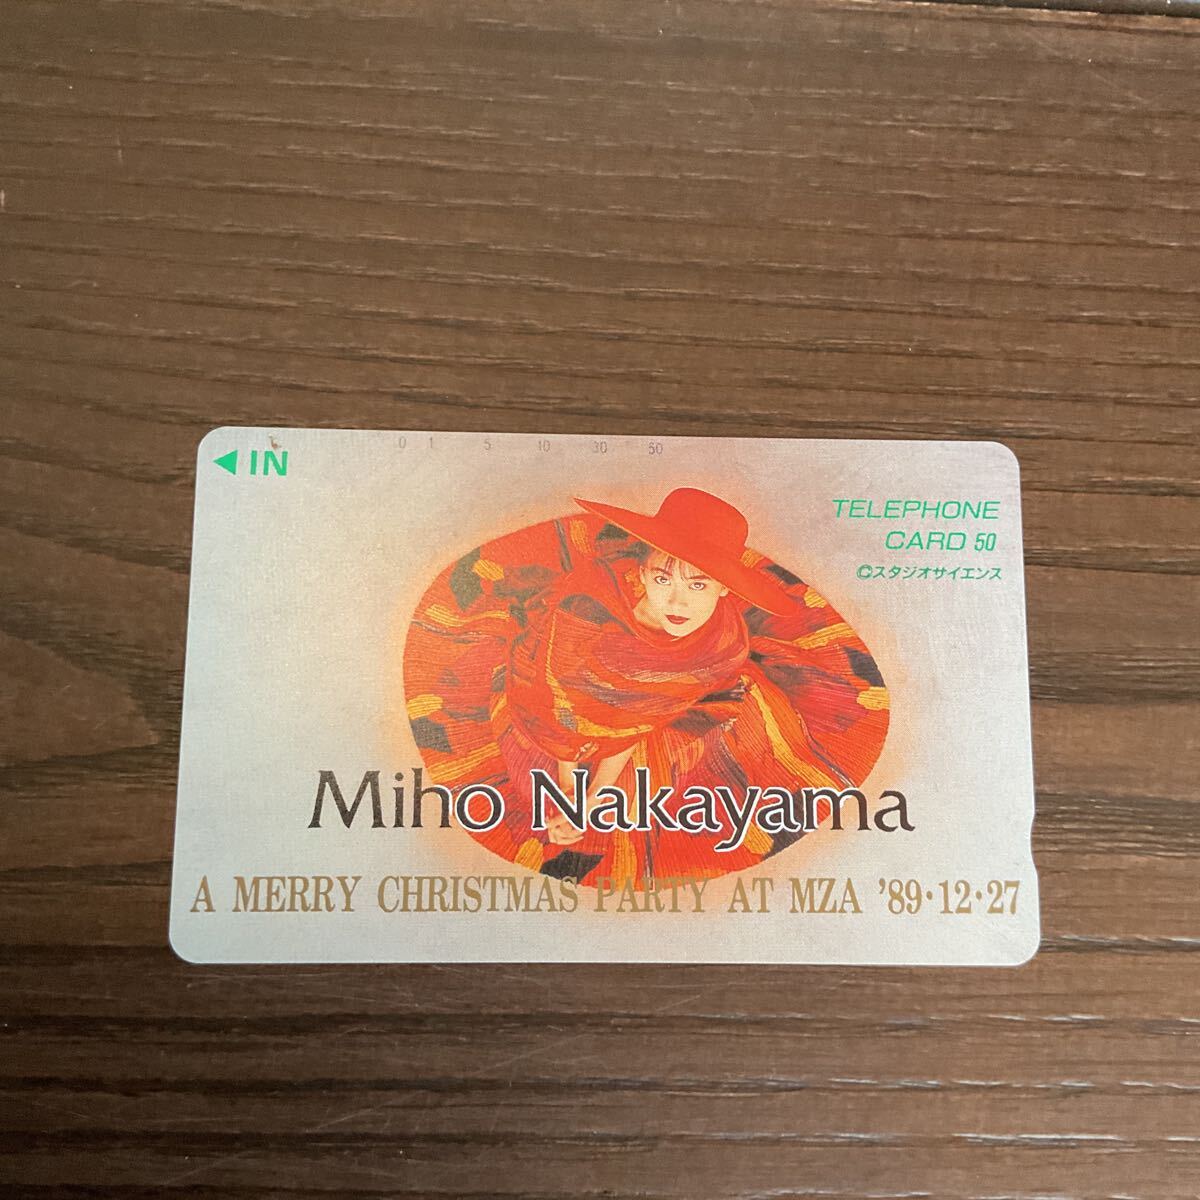 ◀IN
0 1 5 10 30 50
TELEPHONE
CARD 50
©スタジオサイエンス
Miho Nakayama
A MERRY CHRISTMAS PARTY AT MZA '89・12・27